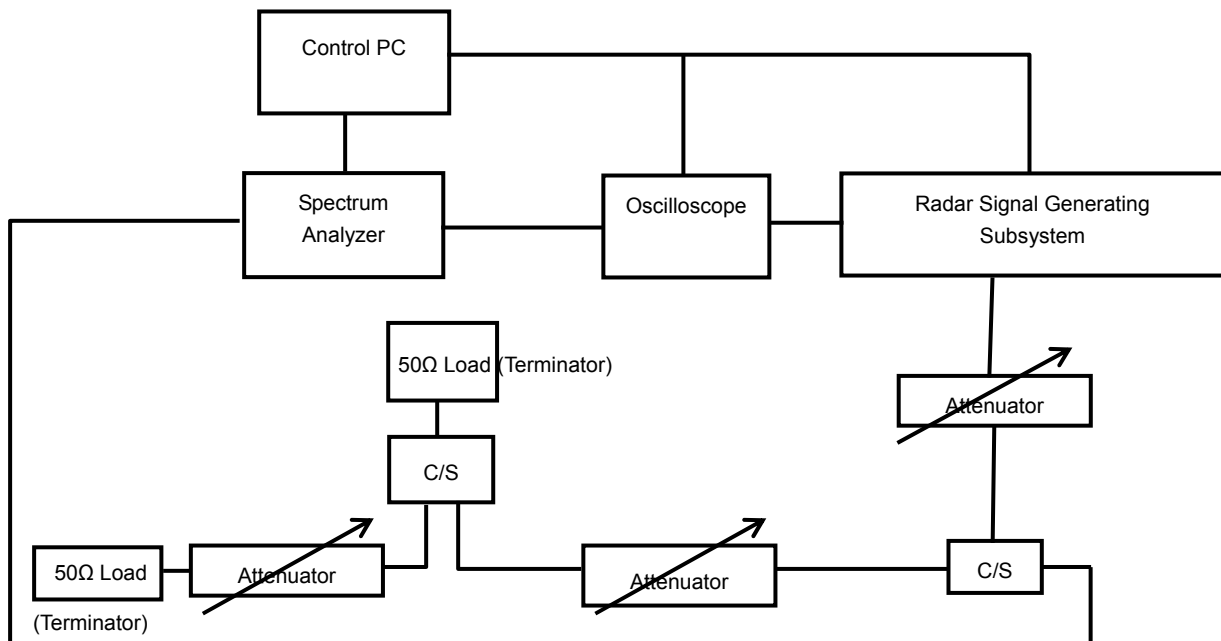 Control PC
Spectrum
Analyzer
Oscilloscope
Radar Signal Generating
Subsystem
50Ω Load (Terminator)
Attenuator
C/S
50Ω Load
(Terminator)
Attenuator
Attenuator
C/S